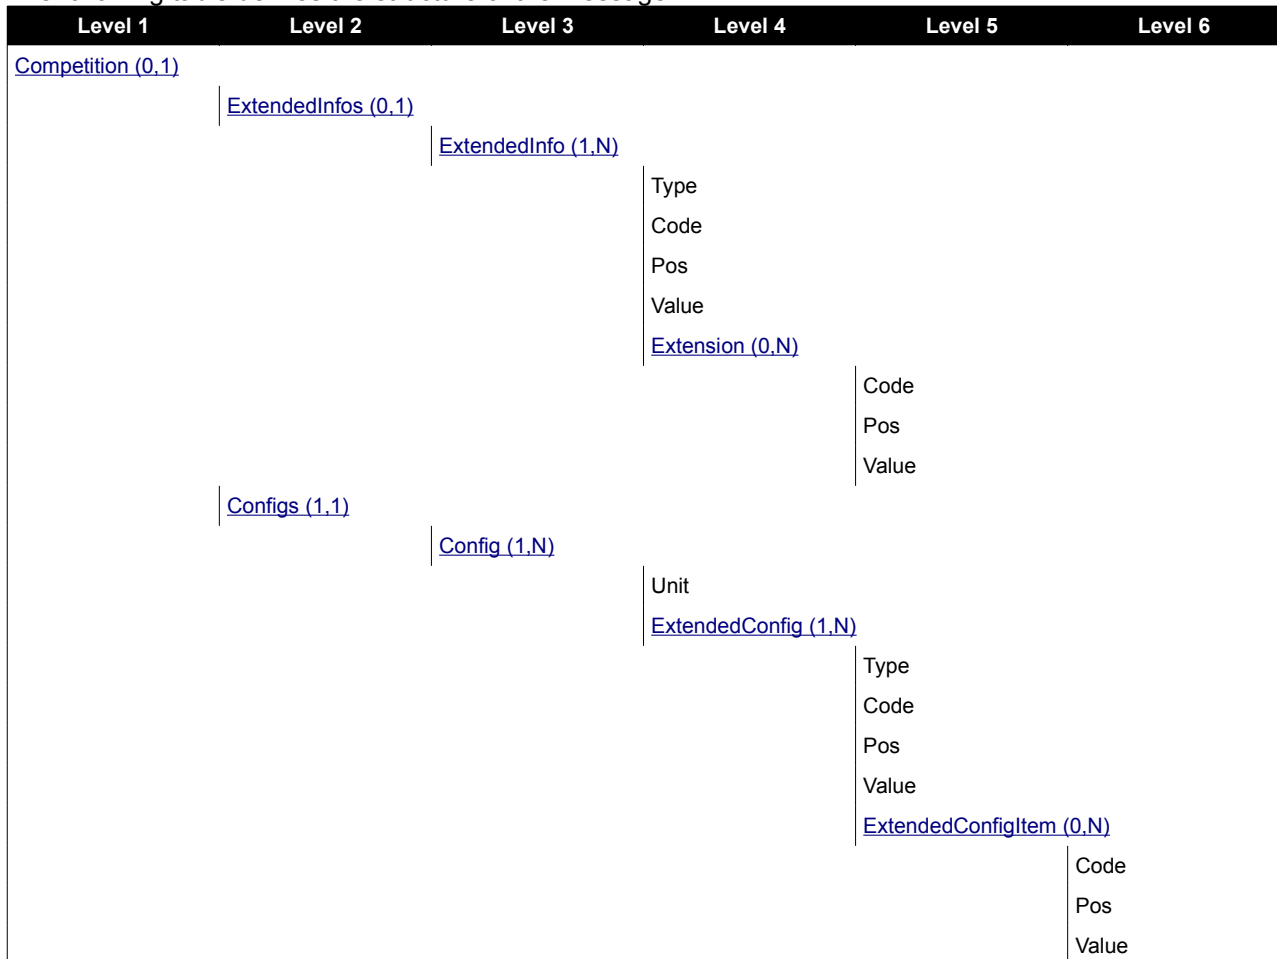 Level 1 Level 2 Level 3 Level 4 Level 5 Level 6
Competition (0,1)
ExtendedInfos (0,1)
ExtendedInfo (1,N)
Type
Code
Pos
Value
Extension (0,N)
Code
Pos
Value
Configs (1,1)
Config (1,N)
Unit
ExtendedConfig (1,N)
Type
Code
Pos
Value
ExtendedConfigItem (0,N)
Code
Pos
Value